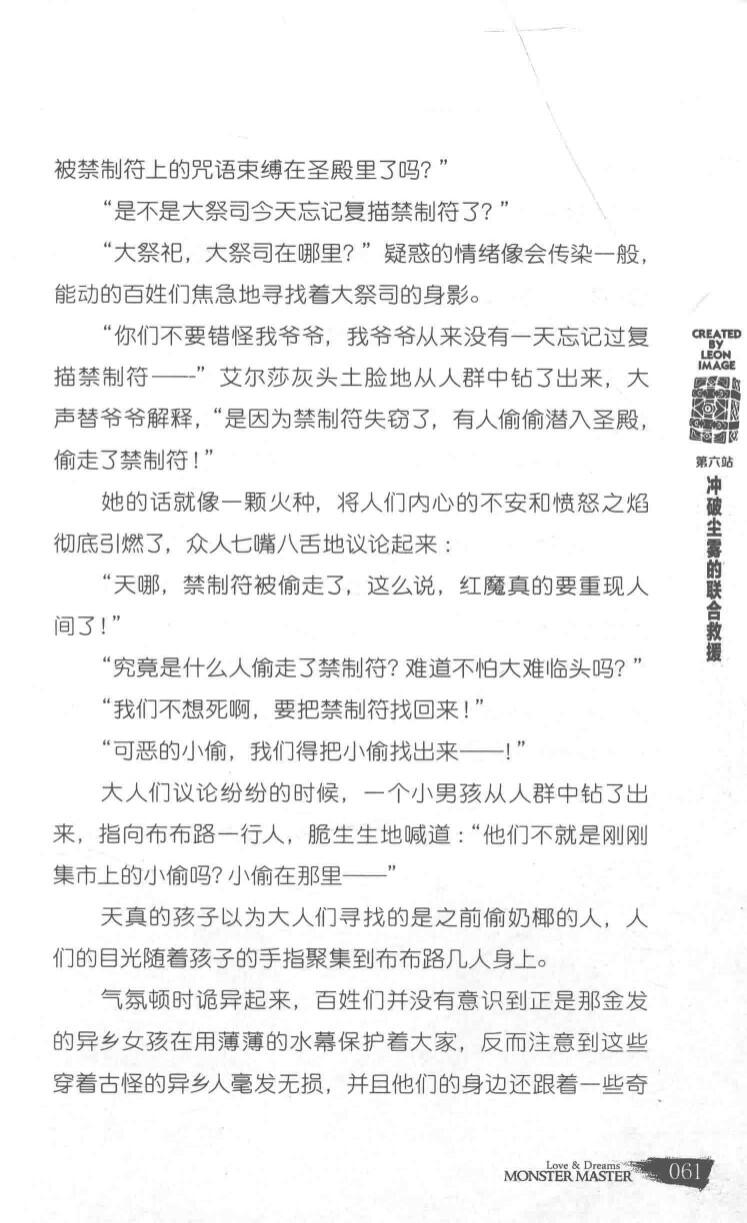 被禁制符上的咒语束缚在圣殿里了吗？”
“是不是大祭司今天忘记复描禁制符了？”
“大祭祀，大祭司在哪里？”疑惑的情绪像会传染一般，
能动的百姓们焦急地寻找着大祭司的身影。
“你们不要错怪我爷爷，我爷爷从来没有一天忘记过复
描禁制符——”艾尔莎灰头土脸地从人群中钻了出来，大
声替爷爷解释，“是因为禁制符失窃了，有人偷偷潜入圣殿，
偷走了禁制符！”
她的话就像一颗火种，将人们内心的不安和愤怒之焰
彻底引燃了，众人七嘴八舌地议论起来：
“天哪，禁制符被偷走了，这么说，红魔真的要重现人
间了！”
“究竟是什么人偷走了禁制符？难道不怕大难临头吗？”
“我们不想死啊，要把禁制符找回来！”
“可恶的小偷，我们得把小偷找出来——！”
大人们议论纷纷的时候，一个小男孩从人群中钻了出
来，指向布布路一行人，脆生生地喊道：“他们不就是刚刚
集市上的小偷吗？小偷在那里——”
天真的孩子以为大人们寻找的是之前偷奶椰的人，人
们的目光随着孩子的手指聚集到布布路几人身上。
气氛顿时诡异起来，百姓们并没有意识到正是那金发
的异乡女孩在用薄薄的水幕保护着大家，反而注意到这些
穿着古怪的异乡人毫发无损，并且他们的身边还跟着一些奇
CREATED
BY
LEON
IMAGE
第六站
冲破尘雾的联合救援
Love & Dreams
MONSTER MASTER
061